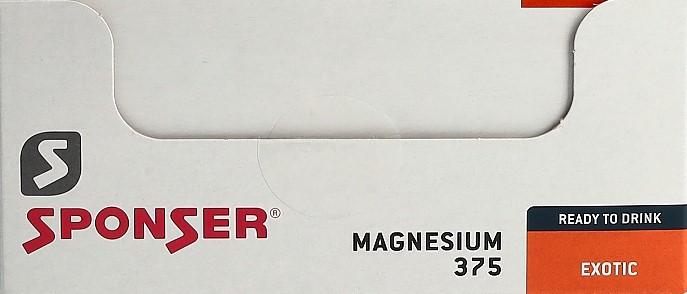 SPONSER®
MAGNESIUM
375
READY TO DRINK
EXOTIC